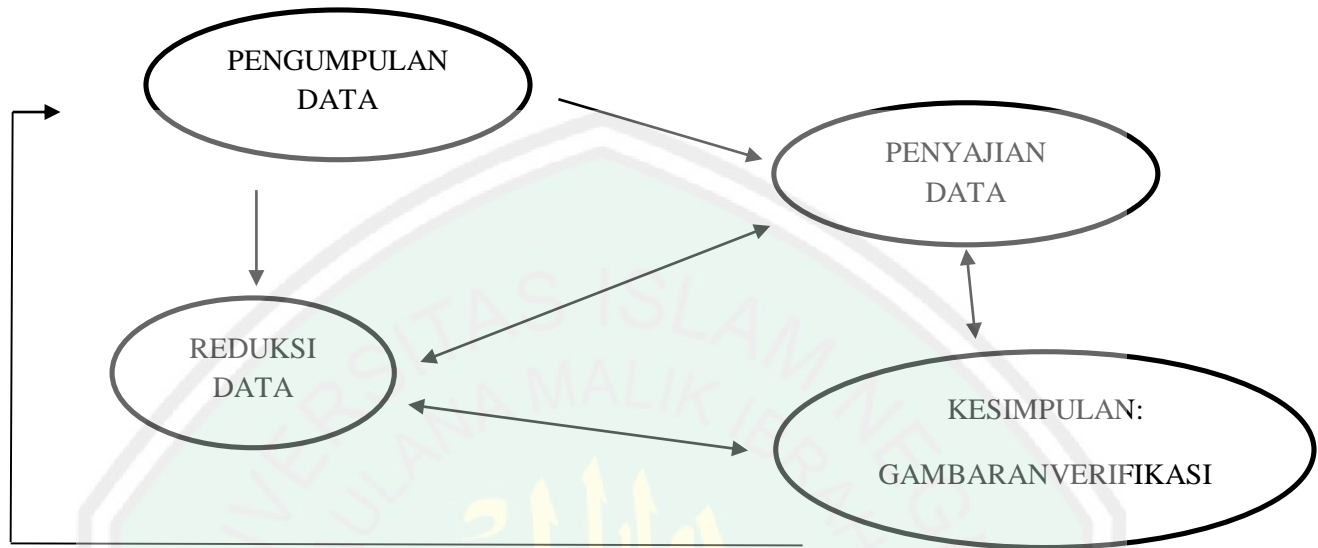 PENGUMPULAN
DATA
PENYAJIAN
DATA
REDUKSI
DATA
KESIMPULAN:
GAMBARANVERIFIKASI